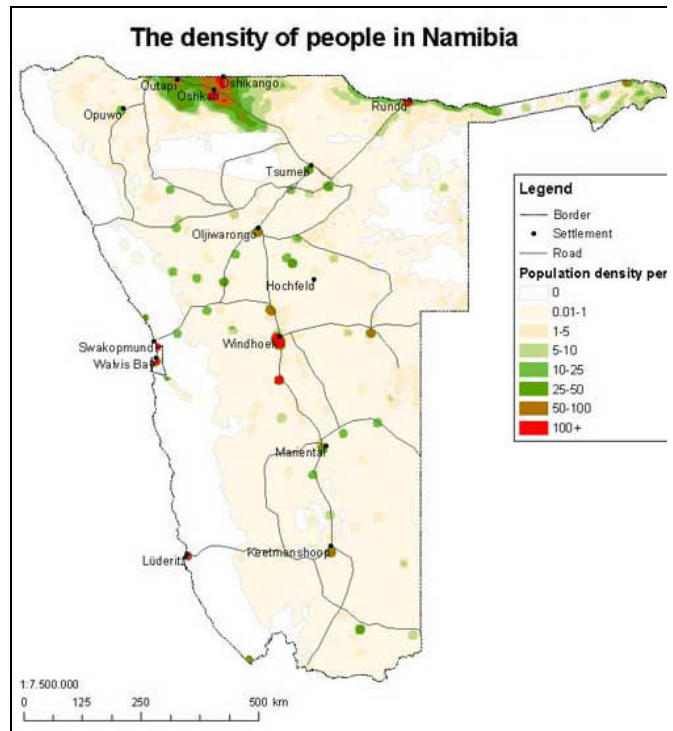 The density of people in Namibia
Outapi
Oshikango
Oshkati
Opuwo
Rundu
Tsumeb
Oljiwarongo
Hochfeld
Swakopmund
Windhoek
Walvis Bay
Mariental
Lüderitz
Keetmanshoop
Legend
Border
Settlement
Road
Population density per
0
0.01-1
1-5
5-10
10-25
25-50
50-100
100+
1:7.500.000
0 125 250 500 km